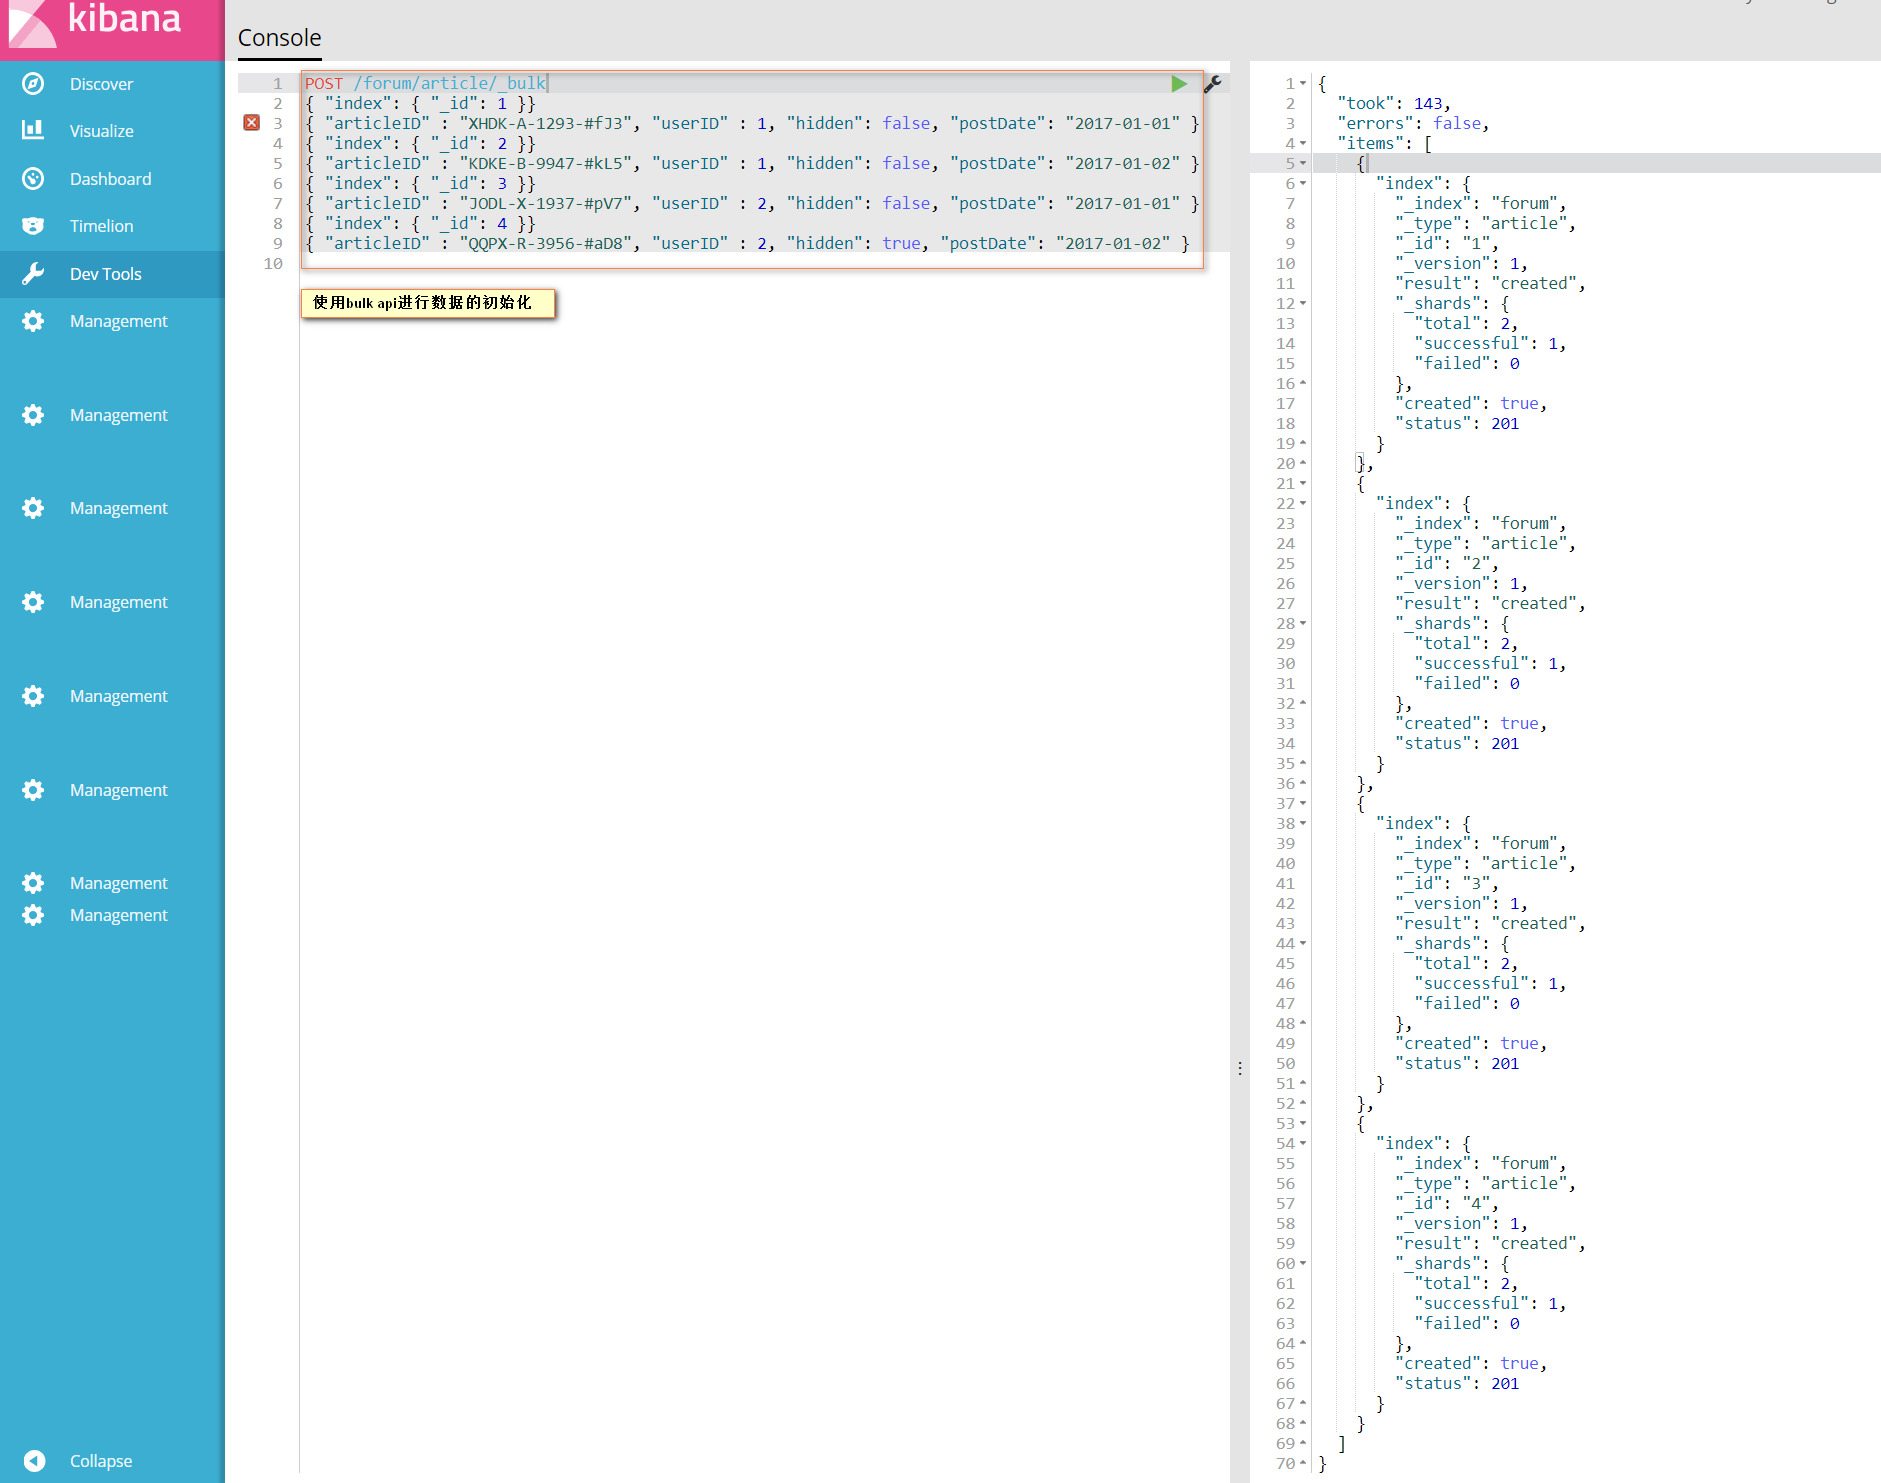 kibana
Discover
Visualize
Dashboard
Timelion
Dev Tools
Management
Management
Management
Management
Management
Management
Management
Management
Collapse
Console
1 POST /forum/article/_bulk
2 { "index": { "_id": 1 }}
3 { "articleID" : "XHDK-A-1293-#fJ3", "userID" : 1, "hidden": false, "postDate": "2017-01-01" }
4 { "index": { "_id": 2 }}
5 { "articleID" : "KDKE-B-9947-#kL5", "userID" : 1, "hidden": false, "postDate": "2017-01-02" }
6 { "index": { "_id": 3 }}
7 { "articleID" : "JODL-X-1937-#pV7", "userID" : 2, "hidden": false, "postDate": "2017-01-01" }
8 { "index": { "_id": 4 }}
9 { "articleID" : "QQPX-R-3956-#aD8", "userID" : 2, "hidden": true, "postDate": "2017-01-02" }
10
使用bulk api进行数据的初始化
1 {
2 "took": 143,
3 "errors": false,
4 "items": [
5 {
6 "index": {
7 "_index": "forum",
8 "_type": "article",
9 "_id": "1",
10 "_version": 1,
11 "result": "created",
12 "_shards": {
13 "total": 2,
14 "successful": 1,
15 "failed": 0
16 },
17 "created": true,
18 "status": 201
19 }
20 },
21 {
22 "index": {
23 "_index": "forum",
24 "_type": "article",
25 "_id": "2",
26 "_version": 1,
27 "result": "created",
28 "_shards": {
29 "total": 2,
30 "successful": 1,
31 "failed": 0
32 },
33 "created": true,
34 "status": 201
35 }
36 },
37 {
38 "index": {
39 "_index": "forum",
40 "_type": "article",
41 "_id": "3",
42 "_version": 1,
43 "result": "created",
44 "_shards": {
45 "total": 2,
46 "successful": 1,
47 "failed": 0
48 },
49 "created": true,
50 "status": 201
51 }
52 },
53 {
54 "index": {
55 "_index": "forum",
56 "_type": "article",
57 "_id": "4",
58 "_version": 1,
59 "result": "created",
60 "_shards": {
61 "total": 2,
62 "successful": 1,
63 "failed": 0
64 },
65 "created": true,
66 "status": 201
67 }
68 }
69 ]
70 }